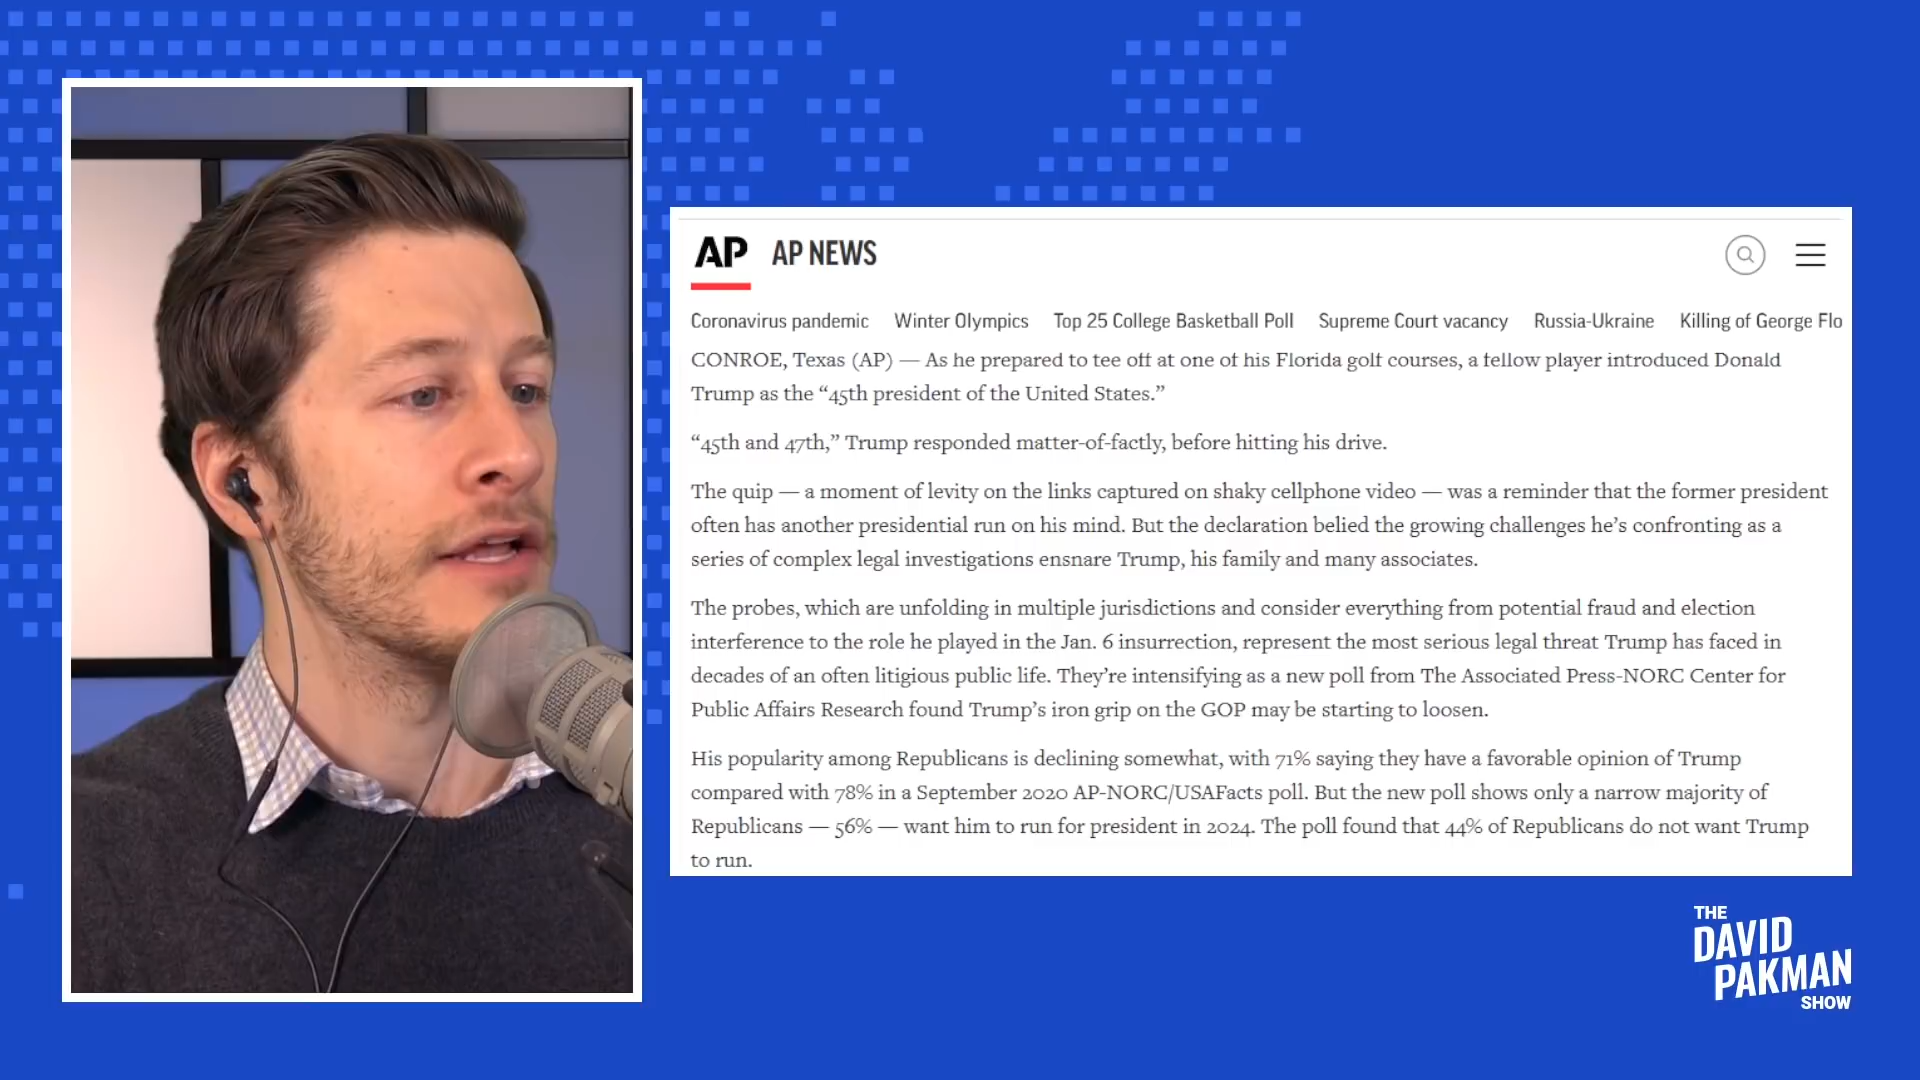 AP AP NEWS
Coronavirus pandemic Winter Olympics Top 25 College Basketball Poll Supreme Court vacancy Russia-Ukraine Killing of George Flo
CONROE, Texas (AP) — As he prepared to tee off at one of his Florida golf courses, a fellow player introduced Donald
Trump as the “45th president of the United States.”
“45th and 47th,” Trump responded matter-of-factly, before hitting his drive.
The quip — a moment of levity on the links captured on shaky cellphone video — was a reminder that the former president
often has another presidential run on his mind. But the declaration belied the growing challenges he’s confronting as a
series of complex legal investigations ensnare Trump, his family and many associates.
The probes, which are unfolding in multiple jurisdictions and consider everything from potential fraud and election
interference to the role he played in the Jan. 6 insurrection, represent the most serious legal threat Trump has faced in
decades of an often litigious public life. They’re intensifying as a new poll from The Associated Press-NORC Center for
Public Affairs Research found Trump’s iron grip on the GOP may be starting to loosen.
His popularity among Republicans is declining somewhat, with 71% saying they have a favorable opinion of Trump
compared with 78% in a September 2020 AP-NORC/USAFacts poll. But the new poll shows only a narrow majority of
Republicans — 56% — want him to run for president in 2024. The poll found that 44% of Republicans do not want Trump
to run.
THE
DAVID
PAKMAN
SHOW